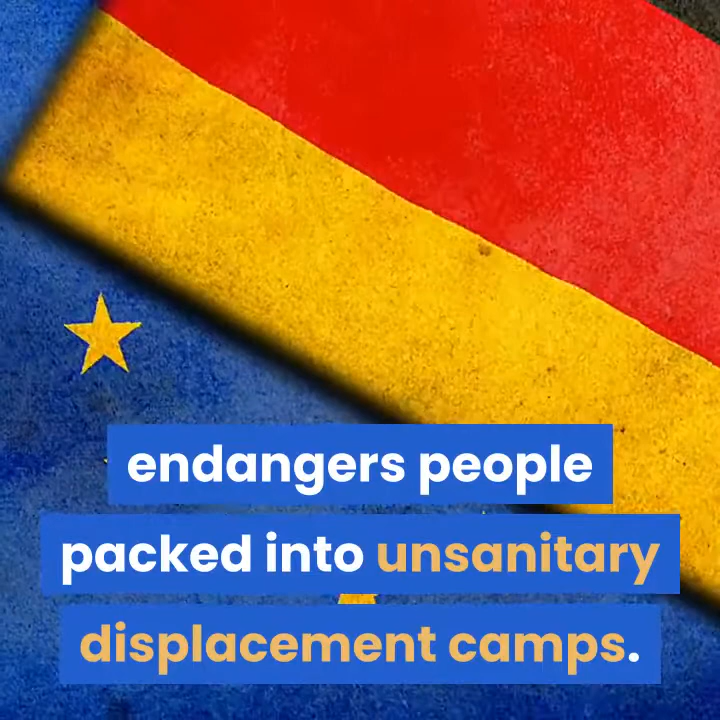 endangers people
packed into unsanitary
displacement camps.